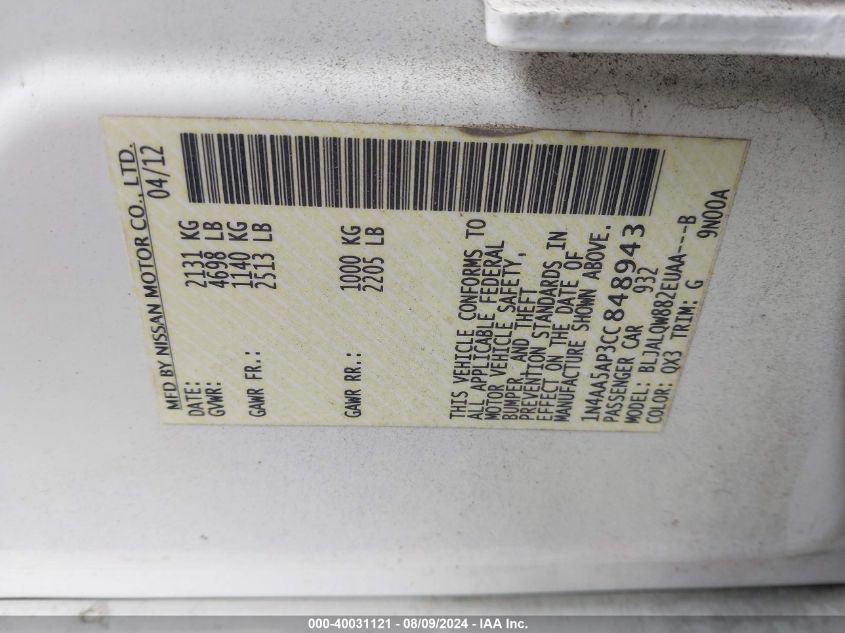 MFD BY NISSAN MOTOR CO., LTD.
DATE: 04/12
GVWR: 2131 KG
4698 LB
GAWR FR.: 1140 KG
2513 LB
GAWR RR.: 1000 KG
2205 LB
THIS VEHICLE CONFORMS TO
ALL APPLICABLE FEDERAL
MOTOR VEHICLE SAFETY,
BUMPER, AND THEFT
PREVENTION STANDARDS IN
EFFECT ON THE DATE OF
MANUFACTURE SHOWN ABOVE.
1N4AA5AP3CC848943
PASSENGER CAR 932
MODEL: BLJALQW882EUAA----B
COLOR: QX3 TRIM: G 9N00A
000-40031121 - 08/09/2024 - IAA Inc.